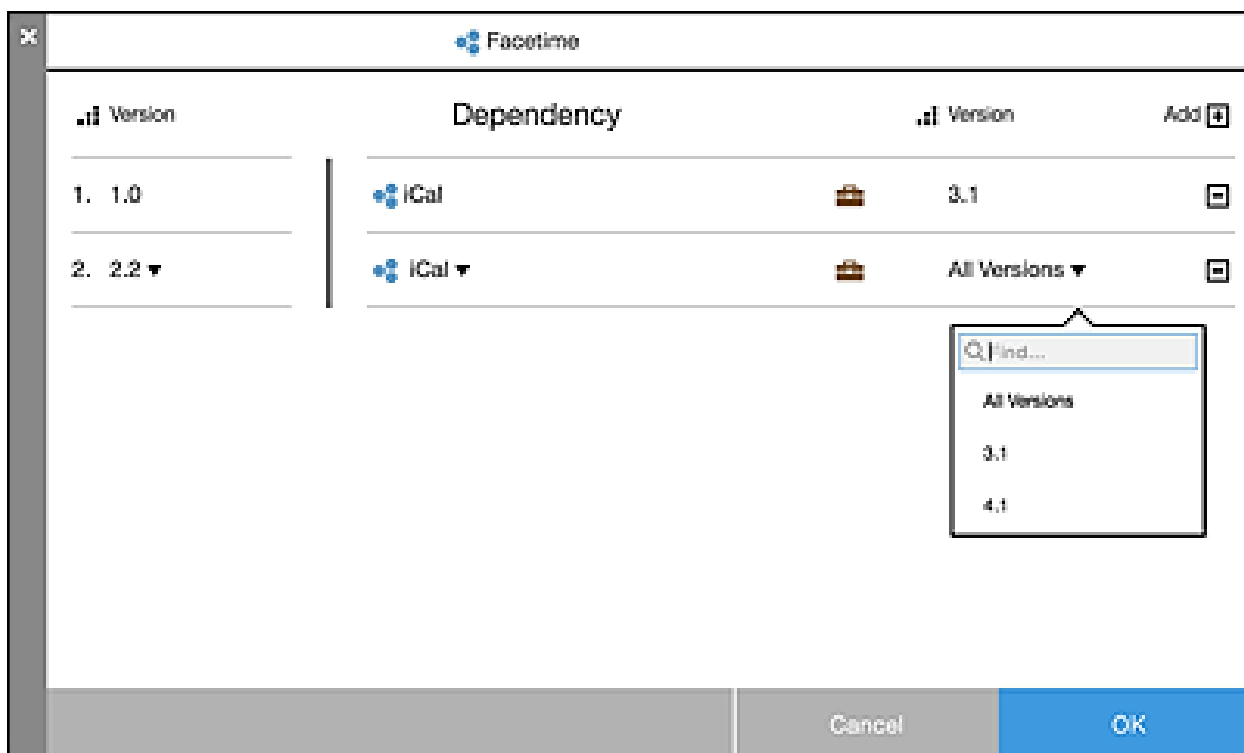 Facetime
Version Dependency Version Add
1. 1.0 iCal 3.1
2. 2.2 iCal All Versions
Find...
All Versions
3.1
4.1
Cancel OK